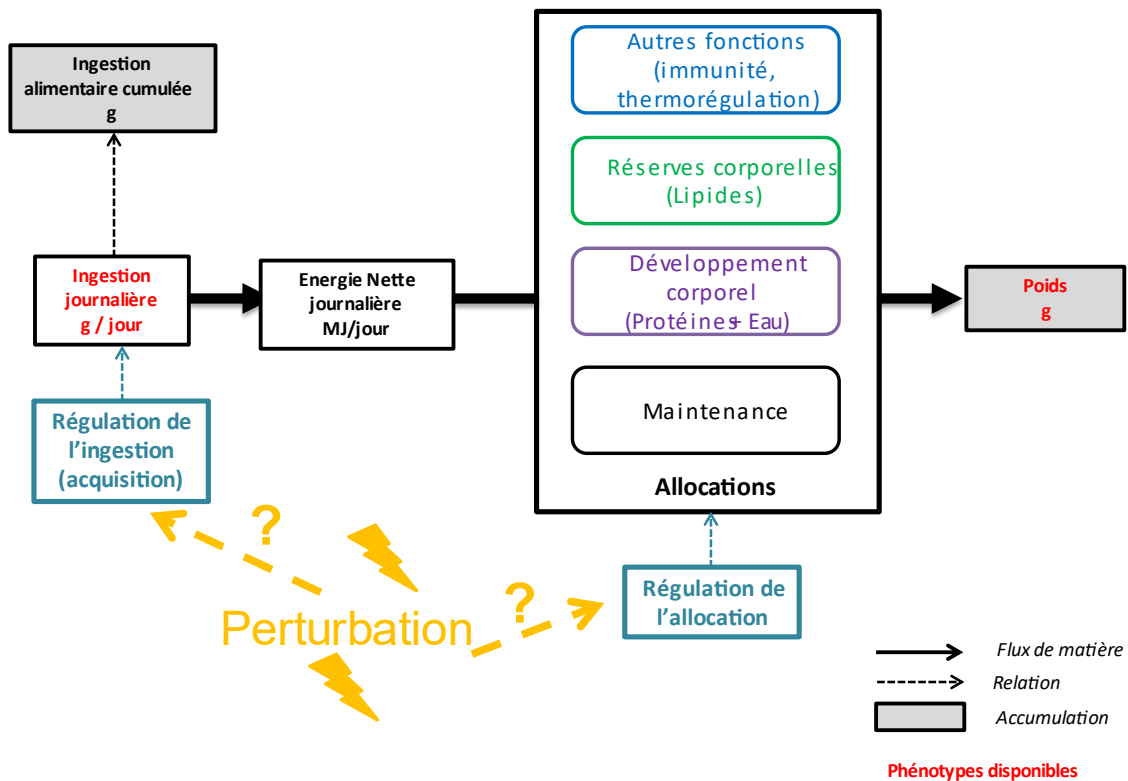 Ingestion
alimentaire cumulée
g
Autres fonctions
(immunité,
thermorégulation)
Réserves corporelles
(Lipides)
Développement
corporel
(Protéines+ Eau)
Maintenance
Allocations
Ingestion
journalière
g / jour
Energie Nette
journalière
MJ/jour
Poids
g
Régulation de
l'ingestion
(acquisition)
?
?
Perturbation
Régulation de
l'allocation
Flux de matière
Relation
Accumulation
Phénotypes disponibles